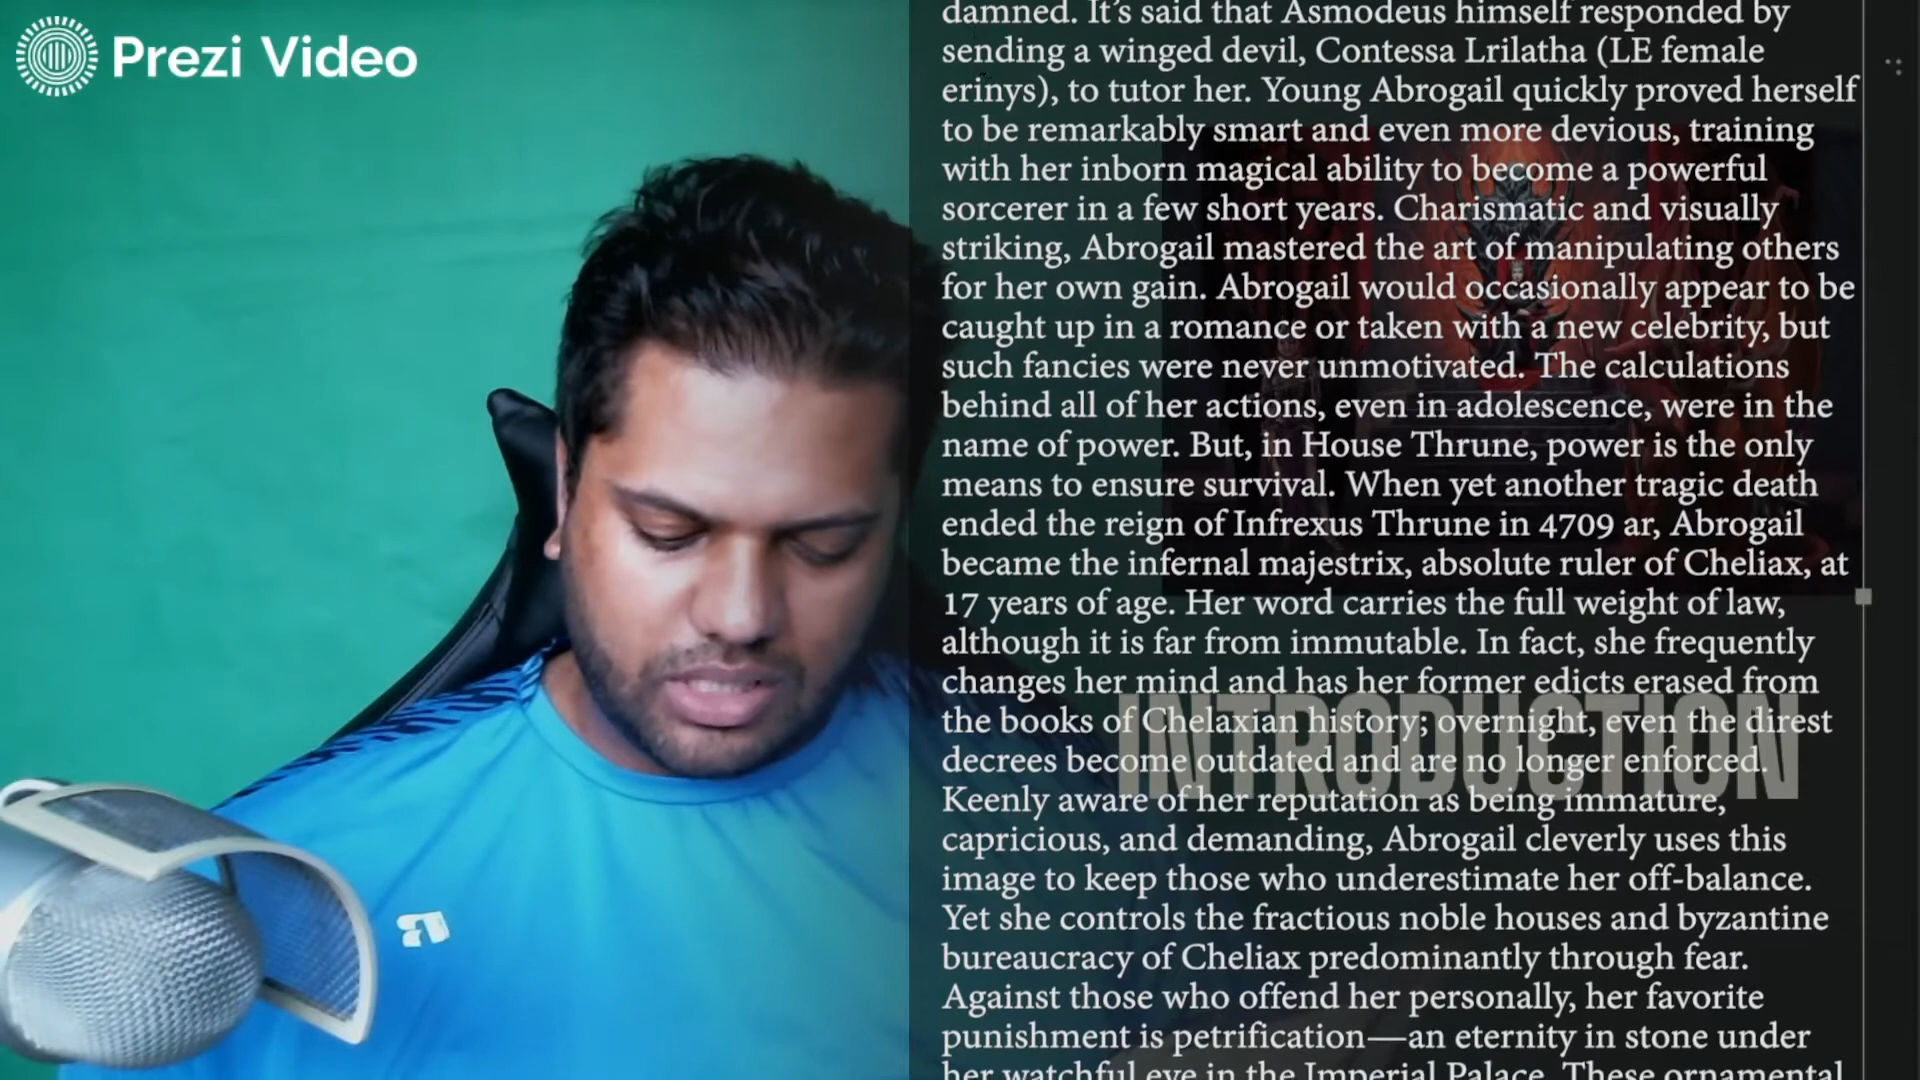 Prezi Video
damned. It's said that Asmodeus himself responded by
sending a winged devil, Contessa Lrilatha (LE female
erinys), to tutor her. Young Abrogail quickly proved herself
to be remarkably smart and even more devious, training
with her inborn magical ability to become a powerful
sorcerer in a few short years. Charismatic and visually
striking, Abrogail mastered the art of manipulating others
for her own gain. Abrogail would occasionally appear to be
caught up in a romance or taken with a new celebrity, but
such fancies were never unmotivated. The calculations
behind all of her actions, even in adolescence, were in the
name of power. But, in House Thrune, power is the only
means to ensure survival. When yet another tragic death
ended the reign of Infrexus Thrune in 4709 ar, Abrogail
became the infernal majestrix, absolute ruler of Cheliax, at
17 years of age. Her word carries the full weight of law,
although it is far from immutable. In fact, she frequently
changes her mind and has her former edicts erased from
the books of Chelaxian history; overnight, even the direst
decrees become outdated and are no longer enforced.
Keenly aware of her reputation as being immature,
capricious, and demanding, Abrogail cleverly uses this
image to keep those who underestimate her off-balance.
Yet she controls the fractious noble houses and byzantine
bureaucracy of Cheliax predominantly through fear.
Against those who offend her personally, her favorite
punishment is petrification—an eternity in stone under
her watchful eye in the Imperial Palace. These ornamental
INTRODUCTION